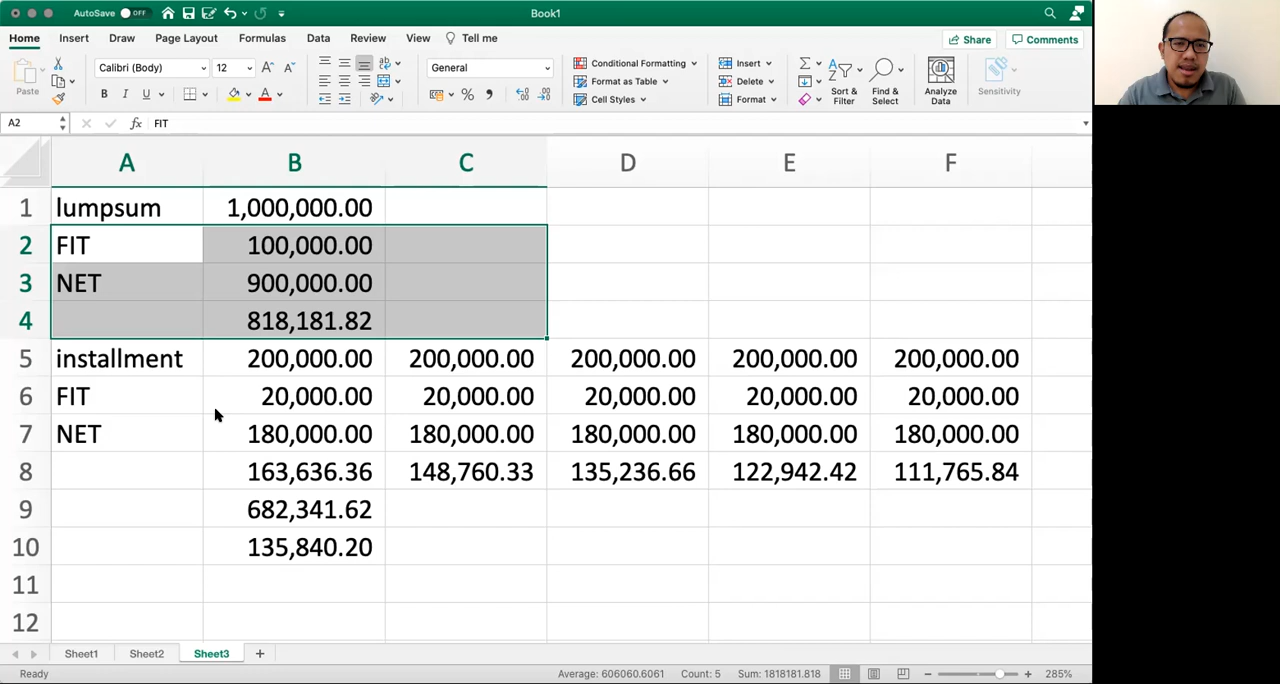 AutoSave OFF Book1
Home Insert Draw Page Layout Formulas Data Review View Tell me Share Comments
Paste Calibri (Body) 12 A A General Conditional Formatting Insert
B I U A % Format as Table Delete
Cell Styles Format Sort & Filter Find & Select Analyze Data Sensitivity
A2 fx FIT
A B C D E F
1 lumpsum 1,000,000.00
2 FIT 100,000.00
3 NET 900,000.00
4 818,181.82
5 installment 200,000.00 200,000.00 200,000.00 200,000.00 200,000.00
6 FIT 20,000.00 20,000.00 20,000.00 20,000.00 20,000.00
7 NET 180,000.00 180,000.00 180,000.00 180,000.00 180,000.00
8 163,636.36 148,760.33 135,236.66 122,942.42 111,765.84
9 682,341.62
10 135,840.20
11
12
Sheet1 Sheet2 Sheet3 +
Ready Average: 606060.6061 Count: 5 Sum: 1818181.818 285%